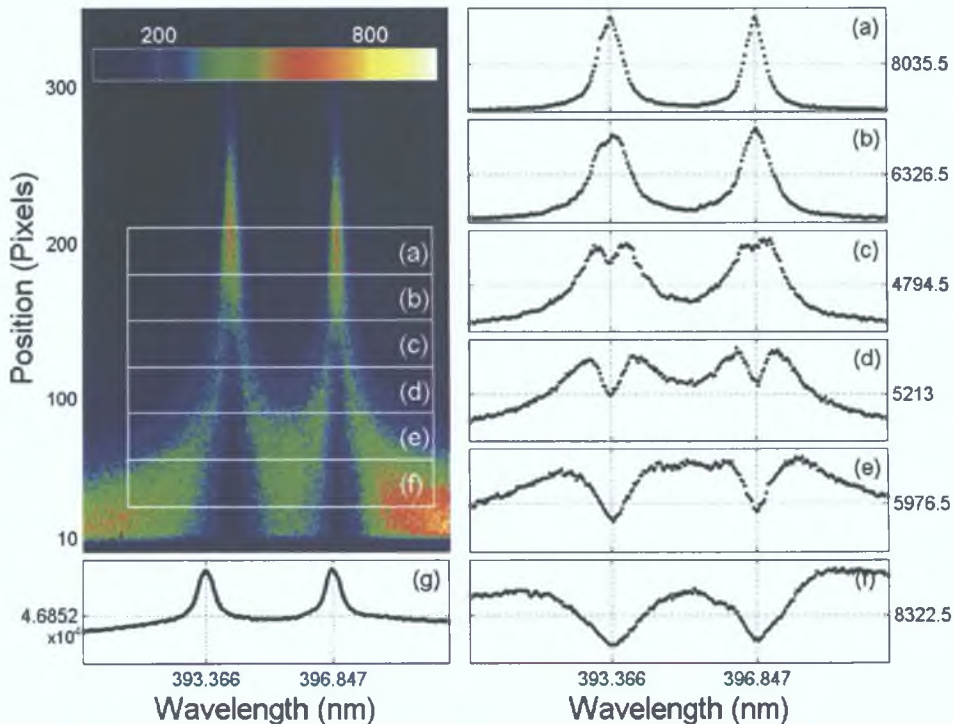 200 800
300
200
100
10
Position (Pixels)
(a)
(b)
(c)
(d)
(e)
(f)
(g)
4.6852
393.366 396.847
Wavelength (nm)
(a)
8035.5
(b)
6326.5
(c)
4794.5
(d)
5213
(e)
5976.5
(f)
8322.5
393.366 396.847
Wavelength (nm)